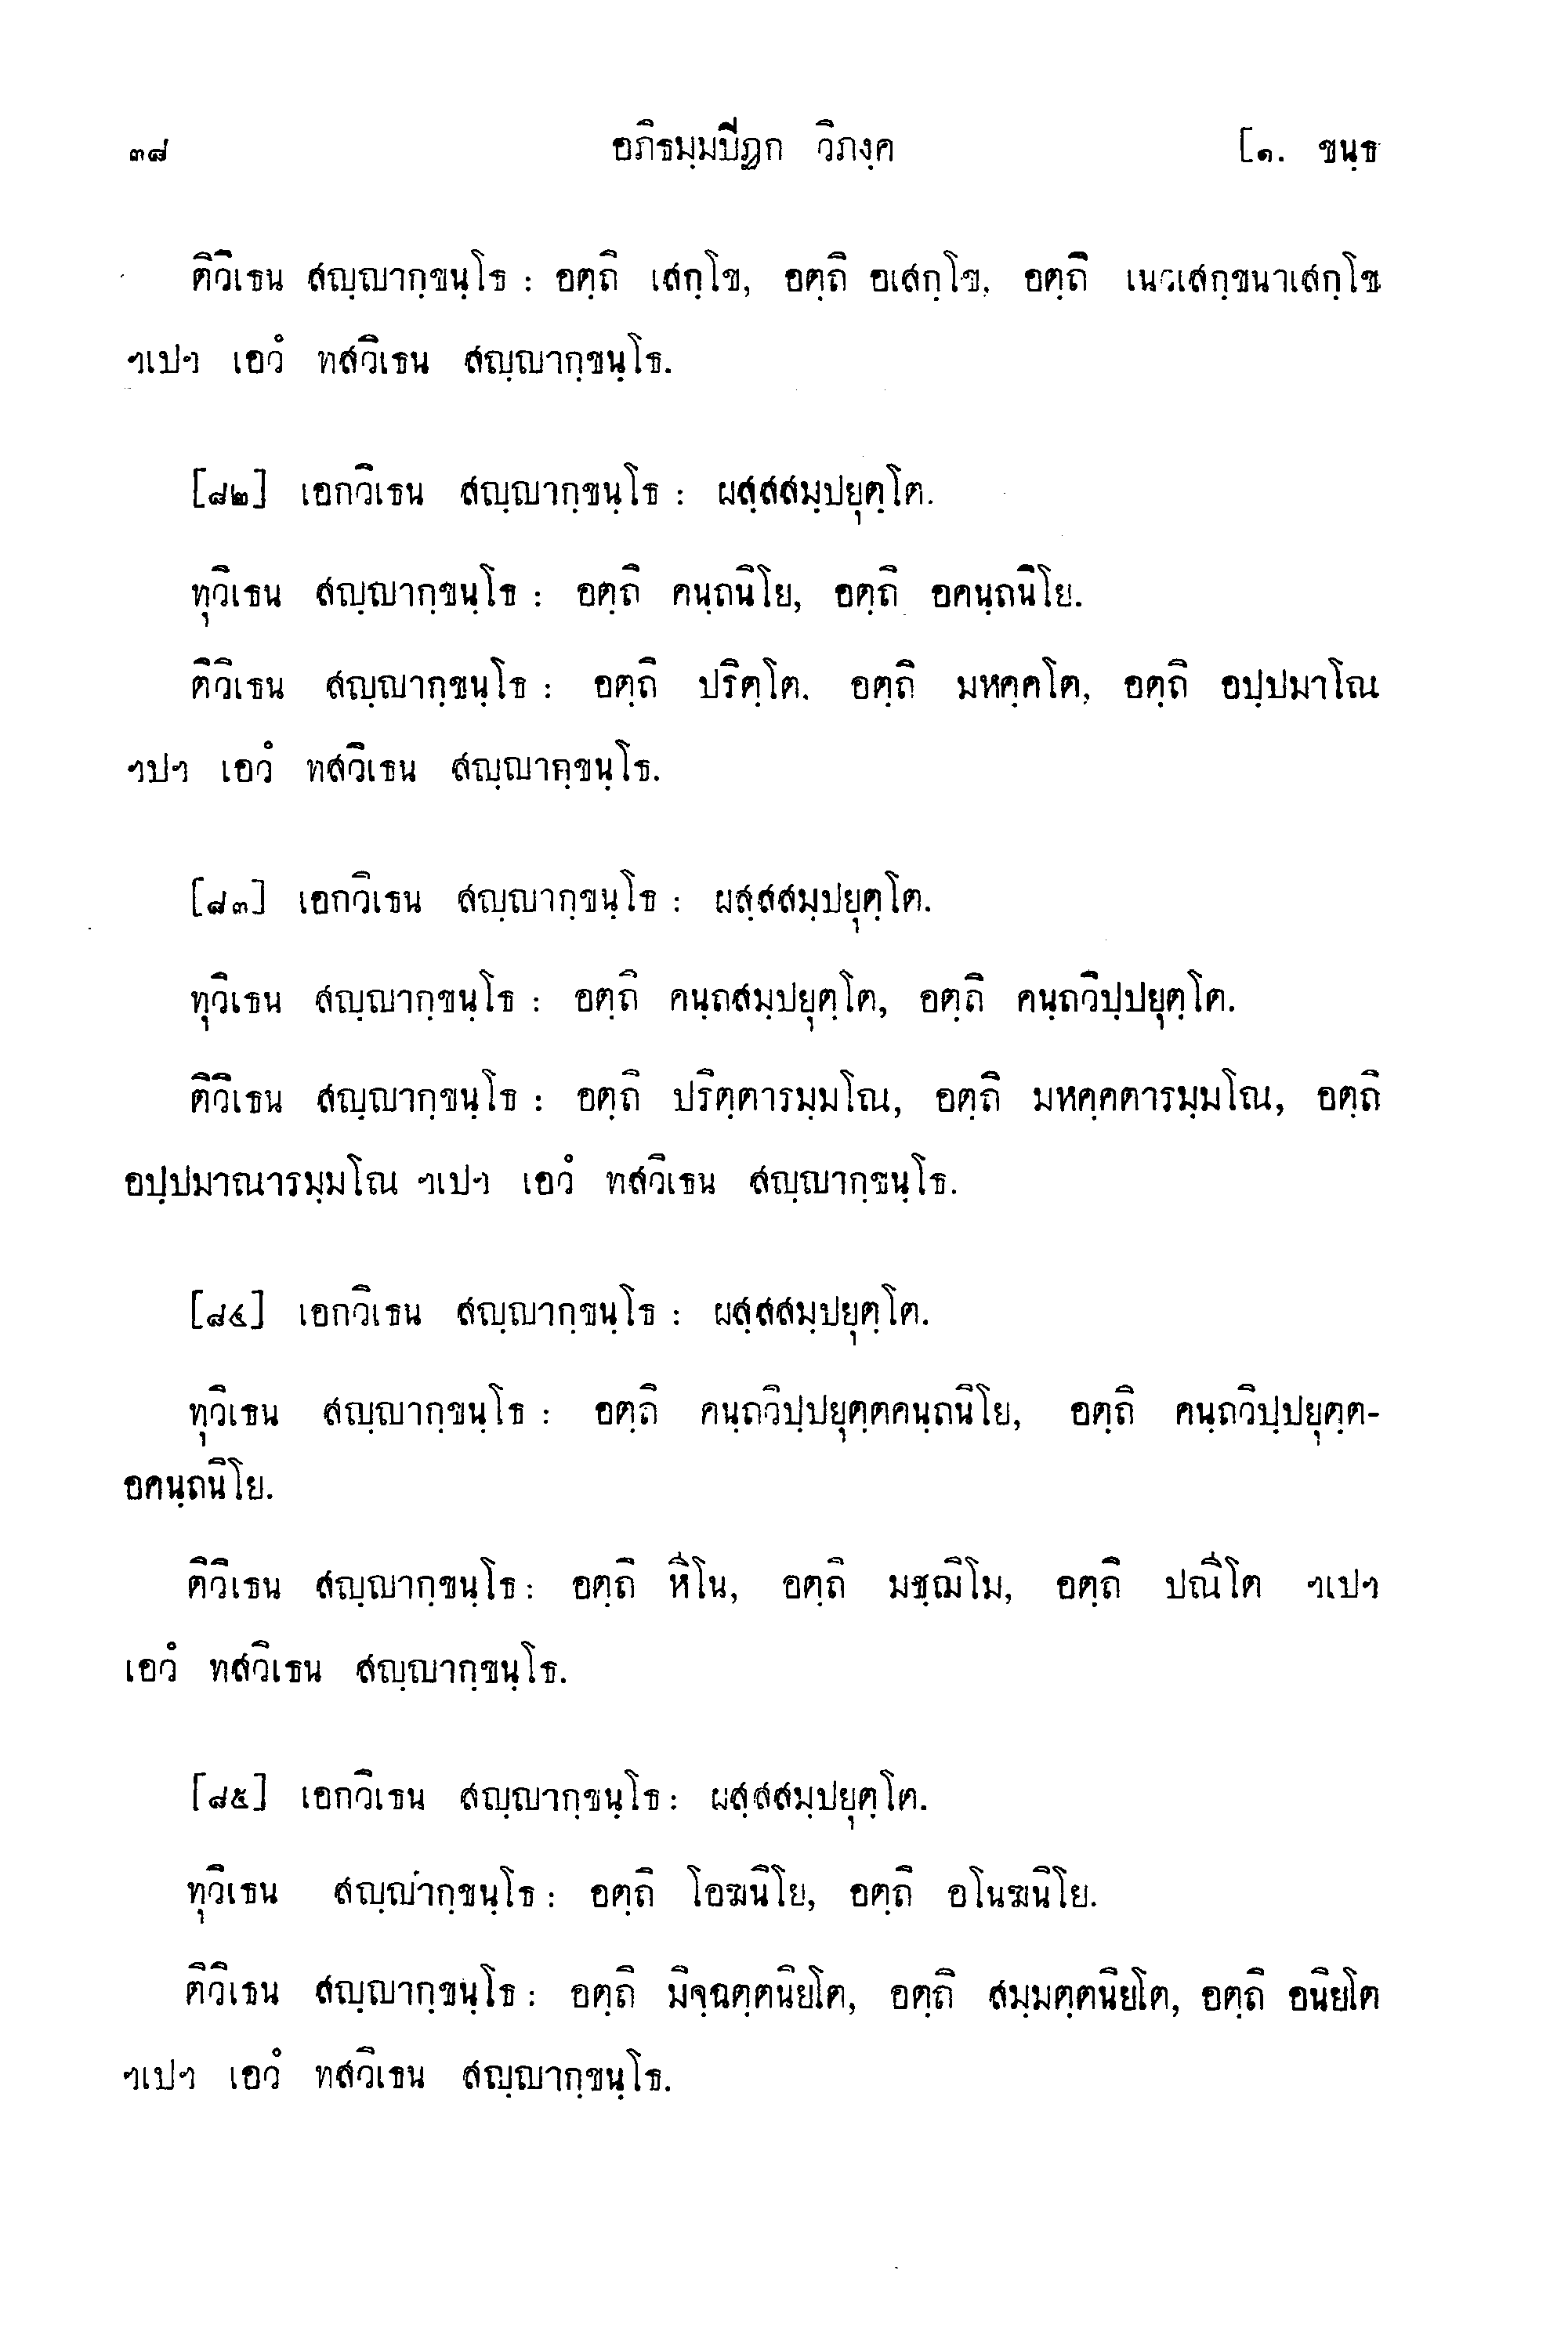 ๓๘ อภิธมฺมปิฏก วิภงฺค [๑. ขนฺธ
ติวิเธน สญฺญากฺขนฺโธ : อตฺถิ เสกฺโข, อตฺถิ อเสกฺโข, อตฺถิ เนวเสกฺขนาเสกฺโข
ฯเปฯ เอวํ ทสวิเธน สญฺญากฺขนฺโธ.
[๘๒] เอกวิเธน สญฺญากฺขนฺโธ : ผสฺสสมฺปยุตฺโต.
ทุวิเธน สญฺญากฺขนฺโธ : อตฺถิ คนฺถนิโย, อตฺถิ อคนฺถนิโย.
ติวิเธน สญฺญากฺขนฺโธ : อตฺถิ ปริตฺโต. อตฺถิ มหคฺคโต, อตฺถิ อปฺปมาโณ
ฯปฯ เอวํ ทสวิเธน สญฺญากฺขนฺโธ.
[๘๓] เอกวิเธน สญฺญากฺขนฺโธ : ผสฺสสมฺปยุตฺโต.
ทุวิเธน สญฺญากฺขนฺโธ : อตฺถิ คนฺถสมฺปยุตฺโต, อตฺถิ คนฺถวิปฺปยุตฺโต.
ติวิเธน สญฺญากฺขนฺโธ : อตฺถิ ปริตฺตารมฺมโณ, อตฺถิ มหคฺคตารมฺมโณ, อตฺถิ
อปฺปมาณารมฺมโณ ฯเปฯ เอวํ ทสวิเธน สญฺญากฺขนฺโธ.
[๘๔] เอกวิเธน สญฺญากฺขนฺโธ : ผสฺสสมฺปยุตฺโต.
ทุวิเธน สญฺญากฺขนฺโธ : อตฺถิ คนฺถวิปฺปยุตฺตคนฺถนิโย, อตฺถิ คนฺถวิปฺปยุตฺต-
อคนฺถนิโย.
ติวิเธน สญฺญากฺขนฺโธ : อตฺถิ หีโน, อตฺถิ มชฺฌิโม, อตฺถิ ปณีโต ฯเปฯ
เอวํ ทสวิเธน สญฺญากฺขนฺโธ.
[๘๕] เอกวิเธน สญฺญากฺขนฺโธ : ผสฺสสมฺปยุตฺโต.
ทุวิเธน สญฺญากฺขนฺโธ : อตฺถิ โอฆนิโย, อตฺถิ อโนฆนิโย.
ติวิเธน สญฺญากฺขนฺโธ : อตฺถิ มิจฺฉตฺตนิยโต, อตฺถิ สมฺมตฺตนิยโต, อตฺถิ อนิยโต
ฯเปฯ เอวํ ทสวิเธน สญฺญากฺขนฺโธ.